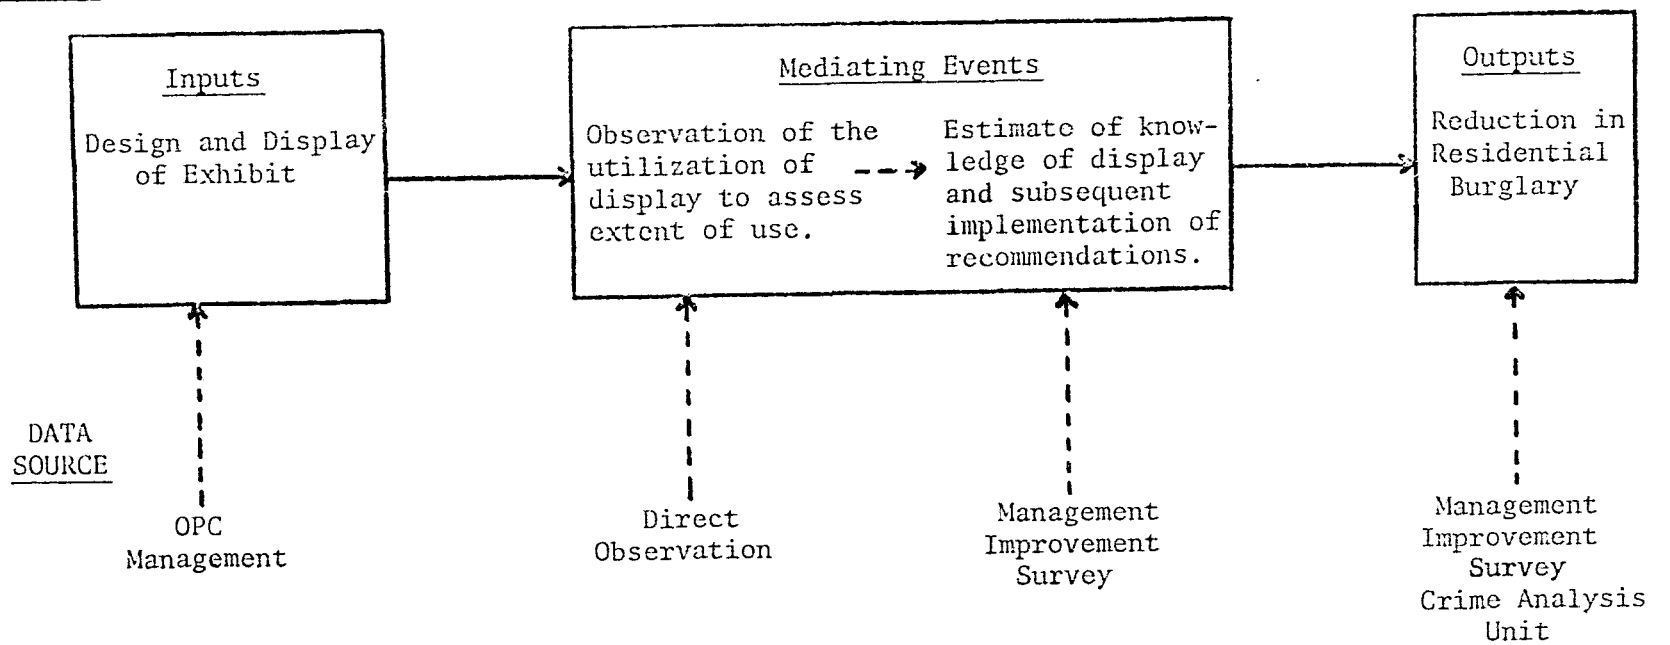 Inputs
Design and Display
of Exhibit
Mediating Events
Observation of the
utilization of
display to assess
extent of use.
Estimate of know-
ledge of display
and subsequent
implementation of
recommendations.
Outputs
Reduction in
Residential
Burglary
DATA
SOURCE
OPC
Management
Direct
Observation
Management
Improvement
Survey
Management
Improvement
Survey
Crime Analysis
Unit